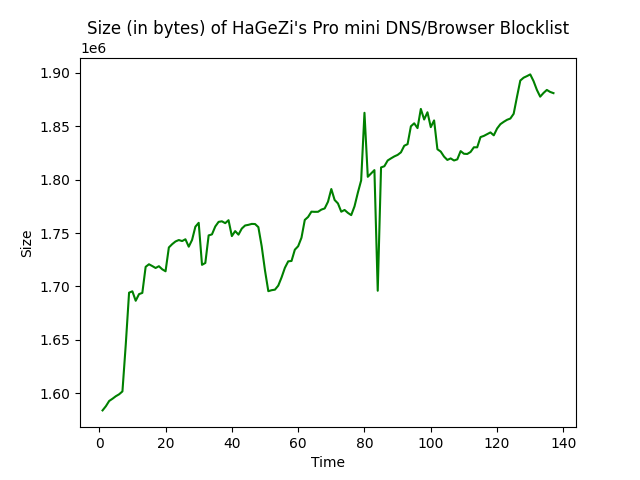 Size (in bytes) of HaGeZi's Pro mini DNS/Browser Blocklist
1e6
1.90
1.85
1.80
1.75
1.70
1.65
1.60
Size
0 20 40 60 80 100 120 140
Time